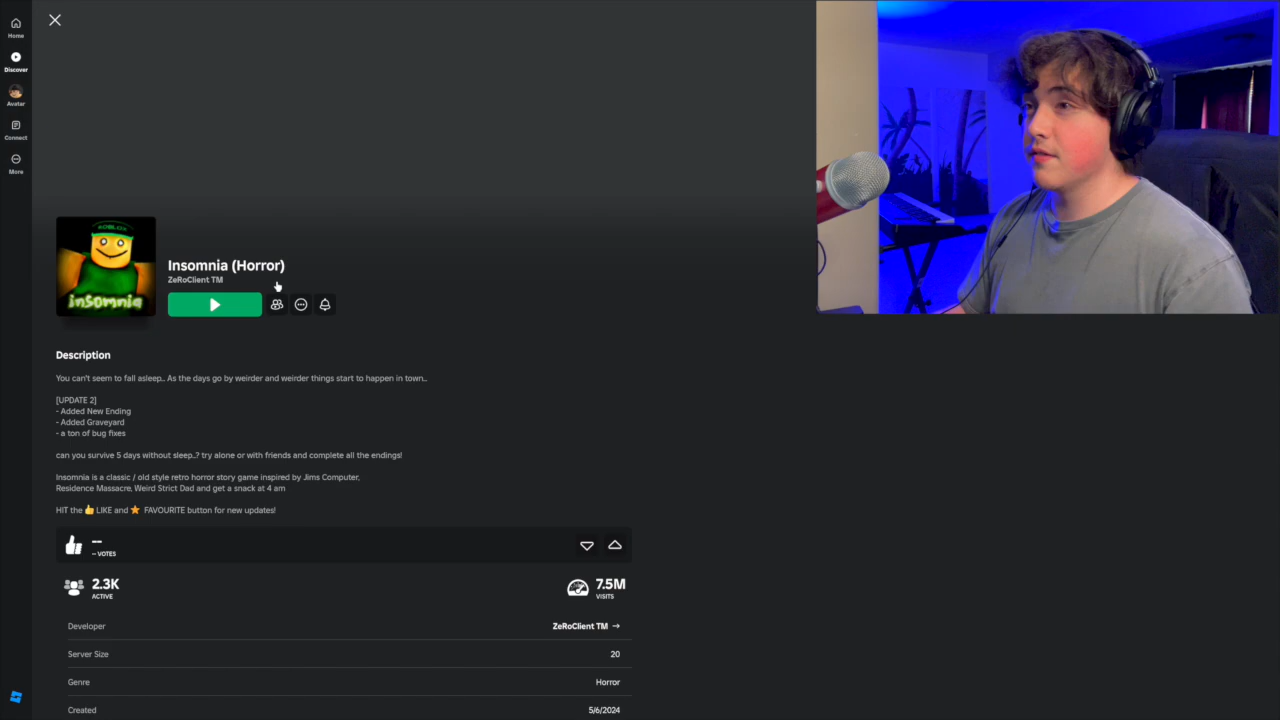 Home
Discover
Avatar
Connect
More
ROBLOX
insomnia
Insomnia (Horror)
ZeRoClient TM
Description
You can't seem to fall asleep.. As the days go by weirder and weirder things start to happen in town..
[UPDATE 2]
- Added New Ending
- Added Graveyard
- a ton of bug fixes
can you survive 5 days without sleep..? try alone or with friends and complete all the endings!
Insomnia is a classic / old style retro horror story game inspired by Jims Computer,
Residence Massacre, Weird Strict Dad and get a snack at 4 am
HIT the 👍 LIKE and ⭐ FAVOURITE button for new updates!
--
-- VOTES
2.3K
ACTIVE
7.5M
VISITS
Developer
ZeRoClient TM →
Server Size
20
Genre
Horror
Created
5/6/2024